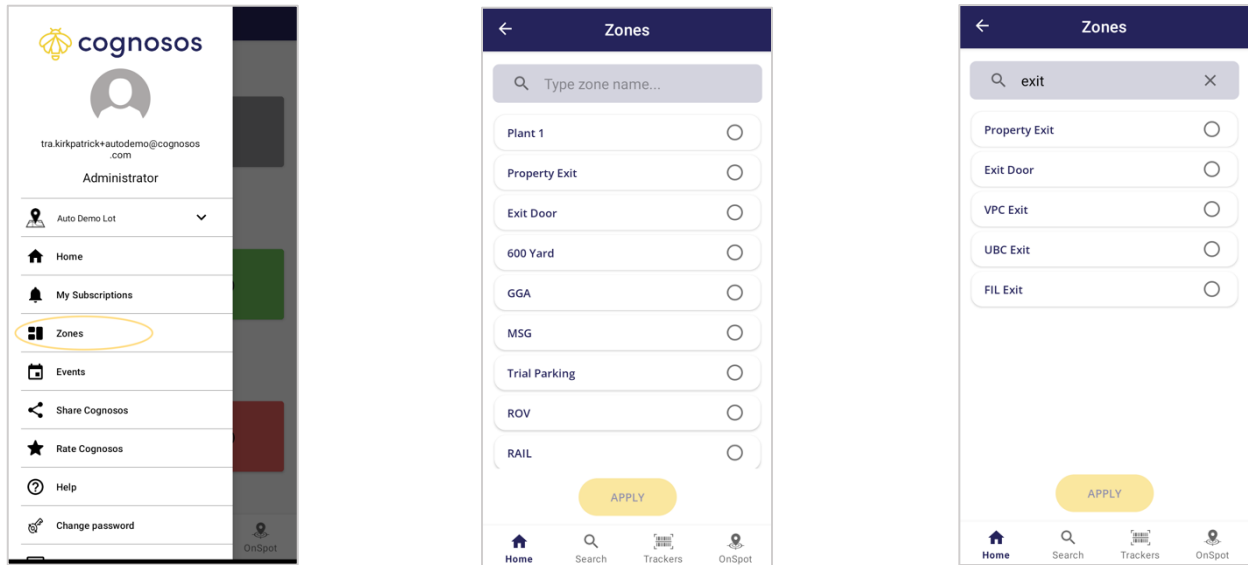 cognosos
tra.kirkpatrick+autodemo@cognosos
.com
Administrator
Auto Demo Lot
Home
My Subscriptions
Zones
Events
Share Cognosos
Rate Cognosos
Help
Change password
OnSpot
Zones
Type zone name...
Plant 1
Property Exit
Exit Door
600 Yard
GGA
MSG
Trial Parking
ROV
RAIL
APPLY
Home Search Trackers OnSpot
Zones
exit
Property Exit
Exit Door
VPC Exit
UBC Exit
FIL Exit
APPLY
Home Search Trackers OnSpot